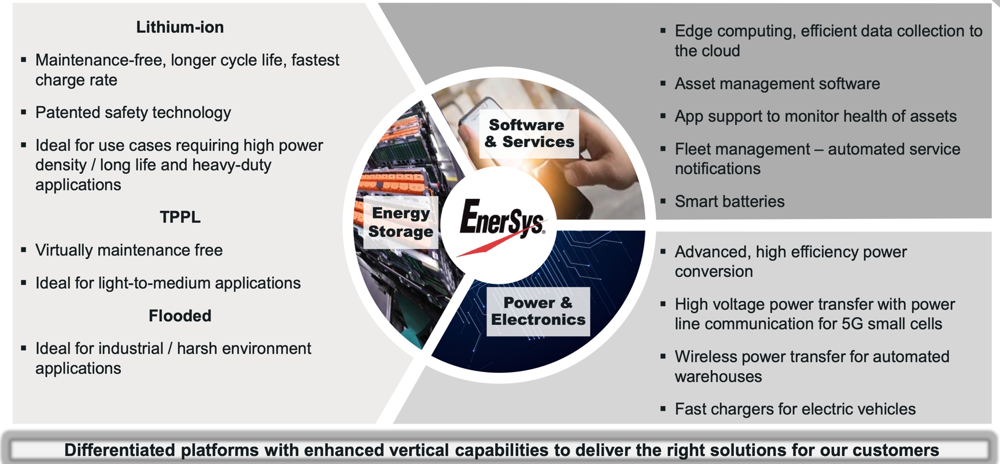 Lithium-ion
▪ Maintenance-free, longer cycle life, fastest
charge rate
▪ Patented safety technology
▪ Ideal for use cases requiring high power
density / long life and heavy-duty
applications
TPPL
▪ Virtually maintenance free
▪ Ideal for light-to-medium applications
Flooded
▪ Ideal for industrial / harsh environment
applications
Energy
Storage
Software
& Services
EnerSys®
Power &
Electronics
▪ Edge computing, efficient data collection to
the cloud
▪ Asset management software
▪ App support to monitor health of assets
▪ Fleet management – automated service
notifications
▪ Smart batteries
▪ Advanced, high efficiency power
conversion
▪ High voltage power transfer with power
line communication for 5G small cells
▪ Wireless power transfer for automated
warehouses
▪ Fast chargers for electric vehicles
Differentiated platforms with enhanced vertical capabilities to deliver the right solutions for our customers